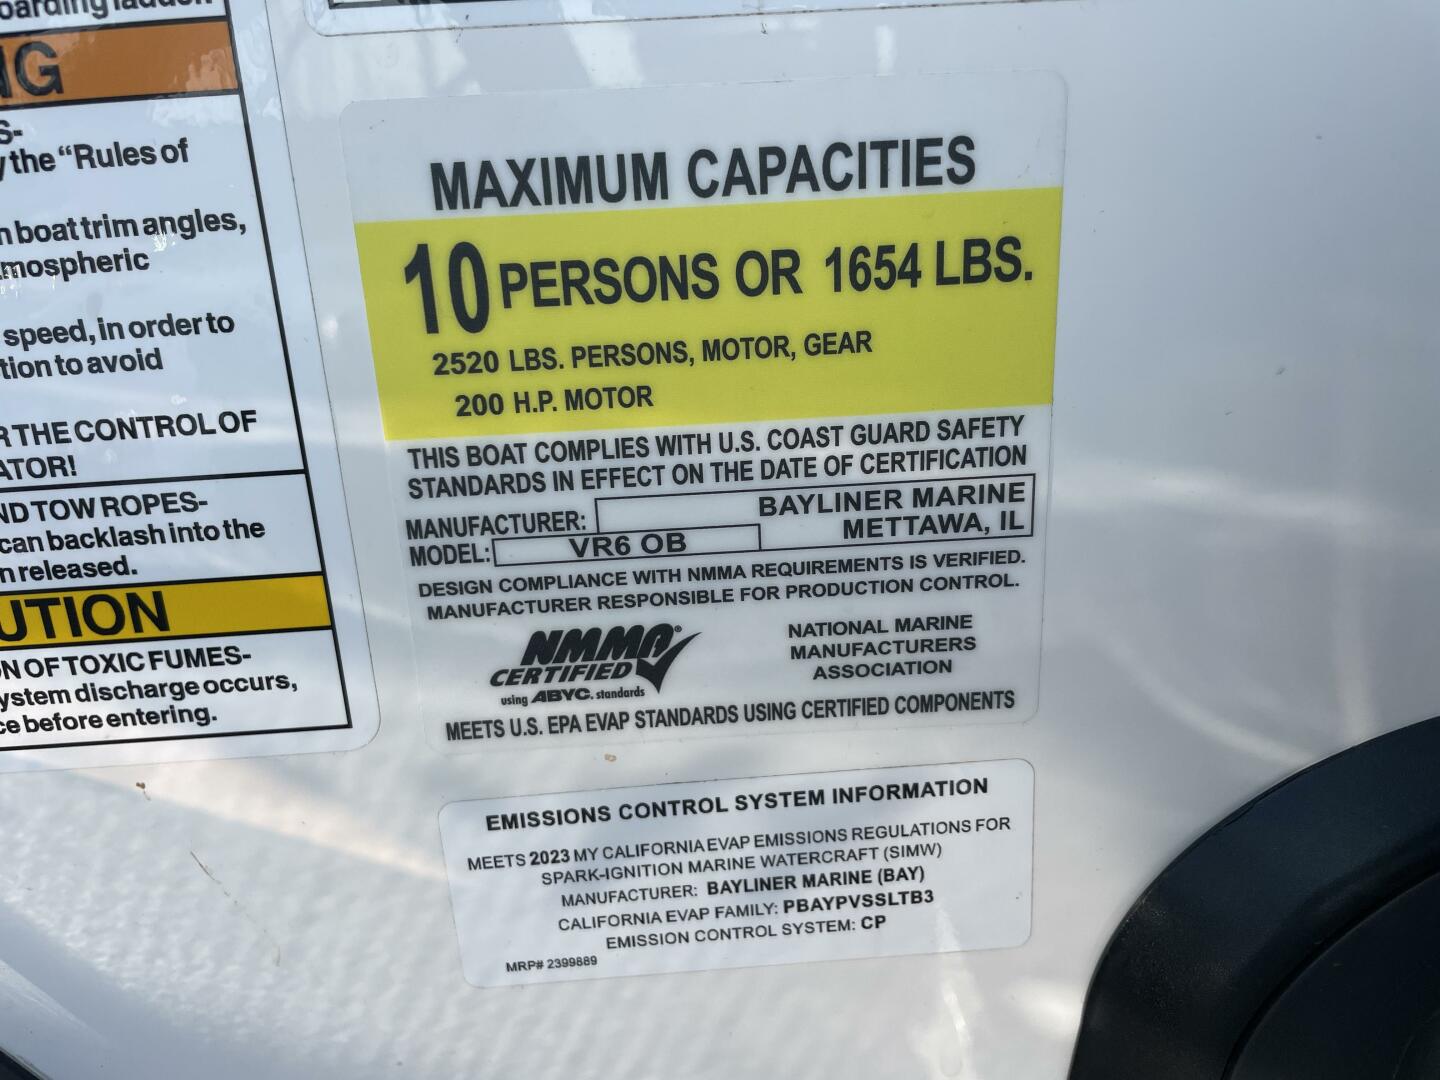 NG
the “Rules of
boat trim angles,
speed, in order to
tion to avoid
THE CONTROL OF
ATOR!
ND TOW ROPES-
can backlash into the
n released.
UTION
N OF TOXIC FUMES-
ystem discharge occurs,
ce before entering.
MAXIMUM CAPACITIES
10 PERSONS OR 1654 LBS.
2520 LBS. PERSONS, MOTOR, GEAR
200 H.P. MOTOR
THIS BOAT COMPLIES WITH U.S. COAST GUARD SAFETY
STANDARDS IN EFFECT ON THE DATE OF CERTIFICATION
MANUFACTURER: BAYLINER MARINE
METTAWA, IL
MODEL: VR6 OB
DESIGN COMPLIANCE WITH NMMA REQUIREMENTS IS VERIFIED.
MANUFACTURER RESPONSIBLE FOR PRODUCTION CONTROL.
NMMA®
CERTIFIED
using ABYC. standards
NATIONAL MARINE
MANUFACTURERS
ASSOCIATION
MEETS U.S. EPA EVAP STANDARDS USING CERTIFIED COMPONENTS
EMISSIONS CONTROL SYSTEM INFORMATION
MEETS 2023 MY CALIFORNIA EVAP EMISSIONS REGULATIONS FOR
SPARK-IGNITION MARINE WATERCRAFT (SIMW)
MANUFACTURER: BAYLINER MARINE (BAY)
CALIFORNIA EVAP FAMILY: PBAYPVSSLTB3
EMISSION CONTROL SYSTEM: CP
MRP# 2399889